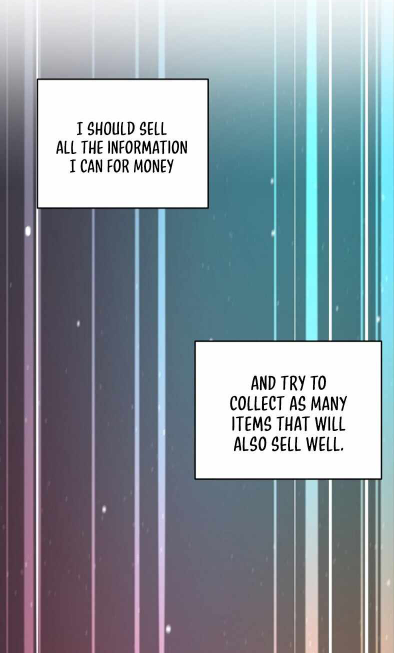 I SHOULD SELL
ALL THE INFORMATION
I CAN FOR MONEY
AND TRY TO
COLLECT AS MANY
ITEMS THAT WILL
ALSO SELL WELL.